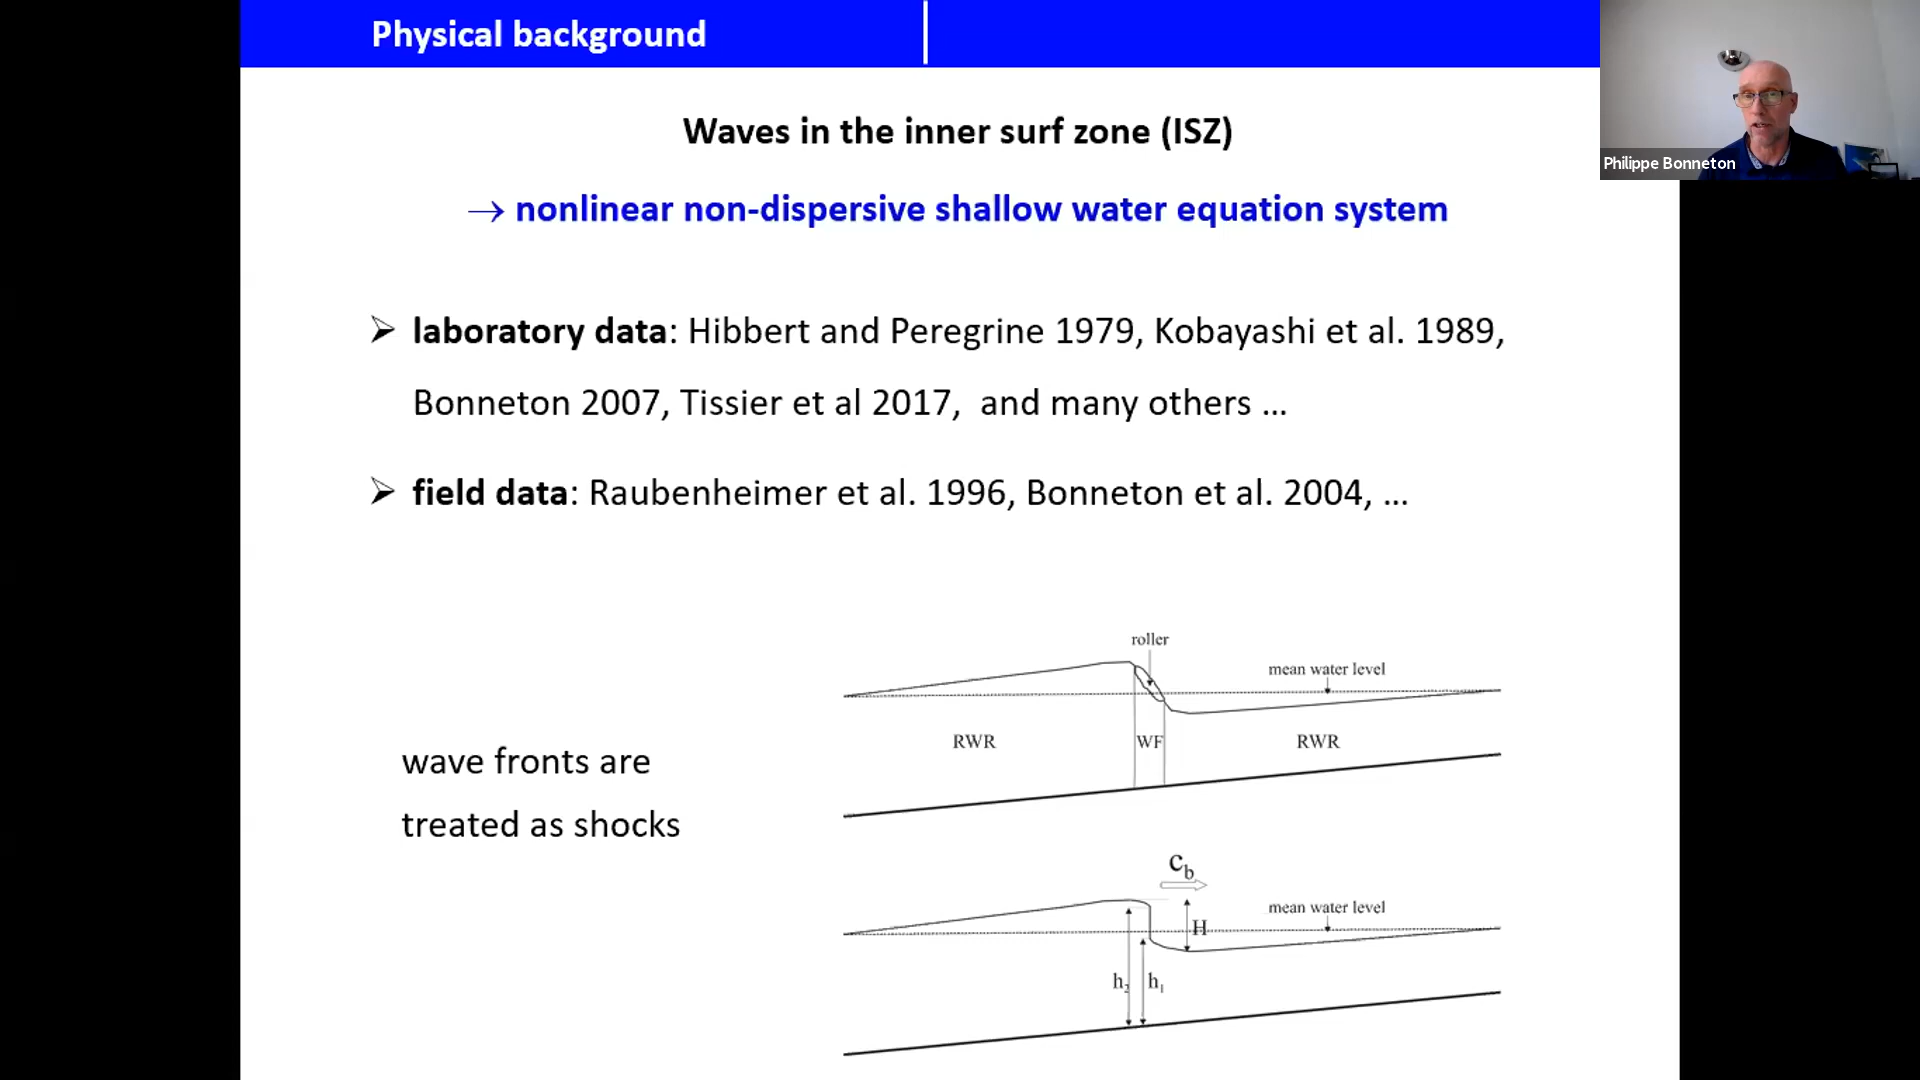 Physical background
Philippe Bonneton
Waves in the inner surf zone (ISZ)
→ nonlinear non-dispersive shallow water equation system
➢ laboratory data: Hibbert and Peregrine 1979, Kobayashi et al. 1989,
Bonneton 2007, Tissier et al 2017, and many others ...
➢ field data: Raubenheimer et al. 1996, Bonneton et al. 2004, ...
roller
mean water level
RWR WF RWR
wave fronts are
treated as shocks
c_b
mean water level
H
h_2 h_1